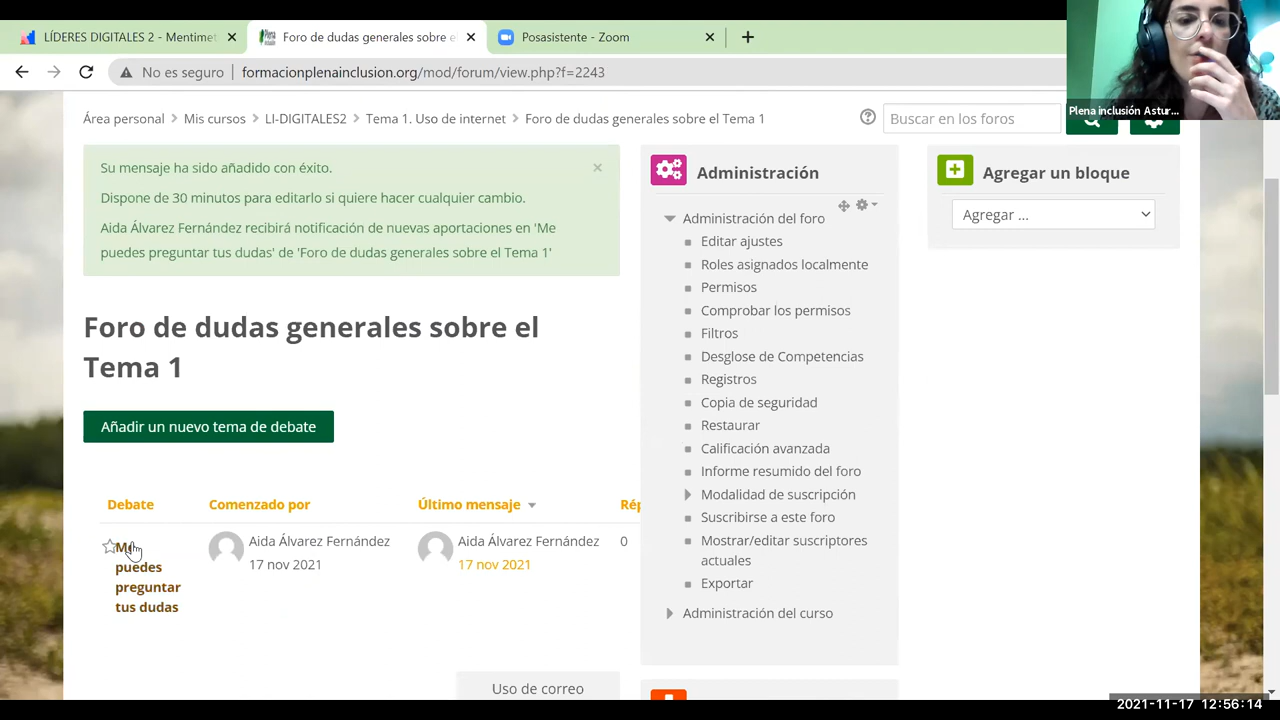 LÍDERES DIGITALES 2 - Mentimet
Foro de dudas generales sobre e
Posasistente - Zoom
No es seguro
formacionplenainclusion.org/mod/forum/view.php?f=2243
Plena inclusión Astur...
Área personal > Mis cursos > LI-DIGITALES2 > Tema 1. Uso de Internet > Foro de dudas generales sobre el Tema 1
Buscar en los foros
Su mensaje ha sido añadido con éxito.
Dispone de 30 minutos para editarlo si quiere hacer cualquier cambio.
Aida Álvarez Fernández recibirá notificación de nuevas aportaciones en 'Me
puedes preguntar tus dudas' de 'Foro de dudas generales sobre el Tema 1'
Foro de dudas generales sobre el
Tema 1
Añadir un nuevo tema de debate
Debate
Comenzado por
Último mensaje
Rép
Me
puedes
preguntar
tus dudas
Aida Álvarez Fernández
17 nov 2021
Aida Álvarez Fernández
17 nov 2021
0
Uso de correo
Administración
Administración del foro
Editar ajustes
Roles asignados localmente
Permisos
Comprobar los permisos
Filtros
Desglose de Competencias
Registros
Copia de seguridad
Restaurar
Calificación avanzada
Informe resumido del foro
Modalidad de suscripción
Suscribirse a este foro
Mostrar/editar suscriptores
actuales
Exportar
Administración del curso
Agregar un bloque
Agregar ...
2021-11-17 12:56:14